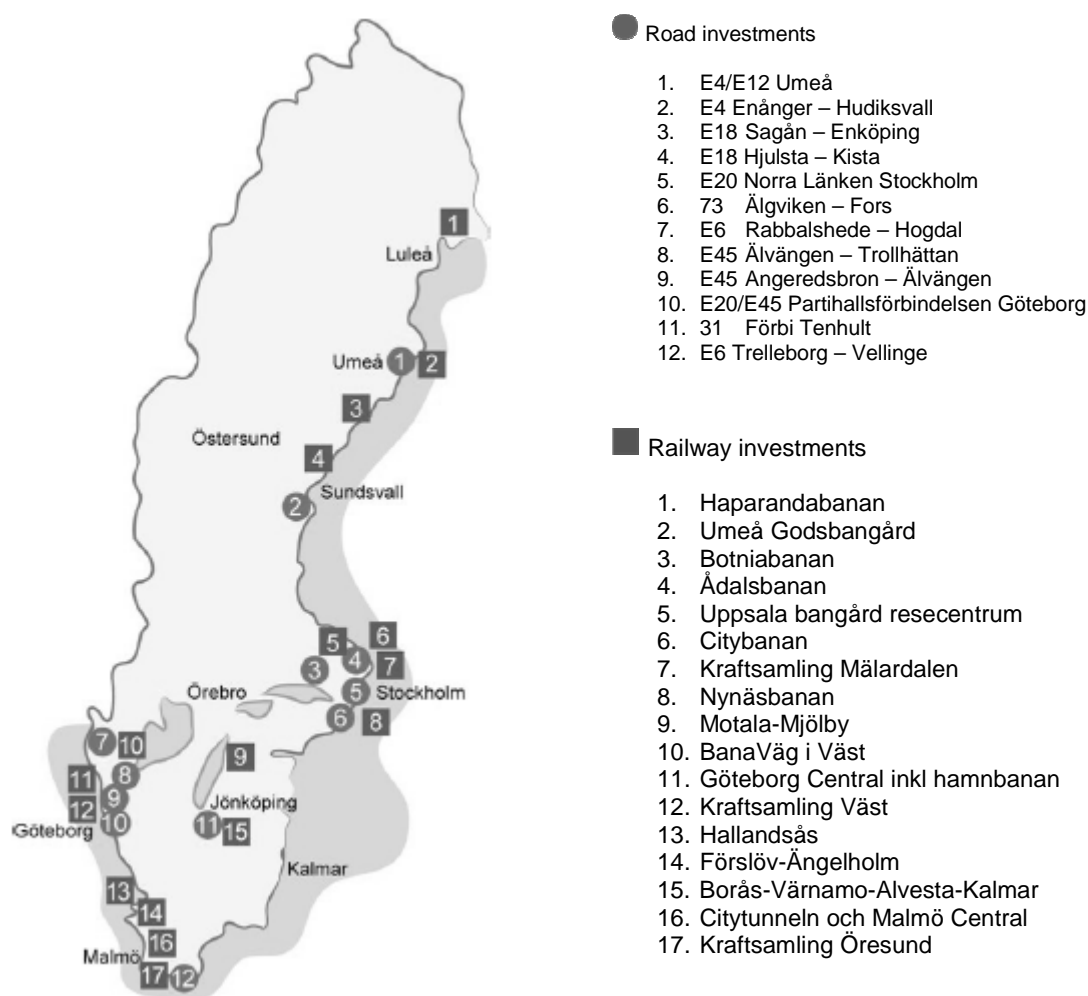 Road investments
1. E4/E12 Umeå
2. E4 Enånger – Hudiksvall
3. E18 Sagån – Enköping
4. E18 Hjulsta – Kista
5. E20 Norra Länken Stockholm
6. 73 Älgviken – Fors
7. E6 Rabbalshede – Hogdal
8. E45 Älvängen – Trollhättan
9. E45 Angeredsbron – Älvängen
10. E20/E45 Partihallsförbindelsen Göteborg
11. 31 Förbi Tenhult
12. E6 Trelleborg – Vellinge
Railway investments
1. Haparandabanan
2. Umeå Godsbangård
3. Botniabanan
4. Ådalsbanan
5. Uppsala bangård resecentrum
6. Citybanan
7. Kraftsamling Mälardalen
8. Nynäsbanan
9. Motala-Mjölby
10. BanaVäg i Väst
11. Göteborg Central inkl hamnbanan
12. Kraftsamling Väst
13. Hallandsås
14. Förslöv-Ängelholm
15. Borås-Värnamo-Alvesta-Kalmar
16. Citytunneln och Malmö Central
17. Kraftsamling Öresund
1
Luleå
Umeå 1 2
3
Östersund
4
Sundsvall
2
5 6
3 4 7
Örebro 5 Stockholm
6 8
7 10 9
11 8
12 9 Jönköping
Göteborg 10 11 15
Kalmar
13
14
16
Malmö
17 12